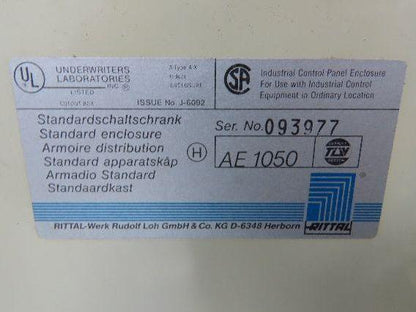 UL
UNDERWRITERS
LABORATORIES
INC.®
LISTED
ISSUE No J-6092
SA
Industrial Control Panel Enclosure
For Use with Industrial Control
Equipment in Ordinary Location
Standardschaltschrank
Standard enclosure
Armoire distribution
Standard apparatskåp
Armadio Standard
Standaardkast
H
Ser. No. 093977
AE 1050
TÜV
RITTAL
RITTAL-Werk Rudolf Loh GmbH & Co. KG D-6348 Herborn